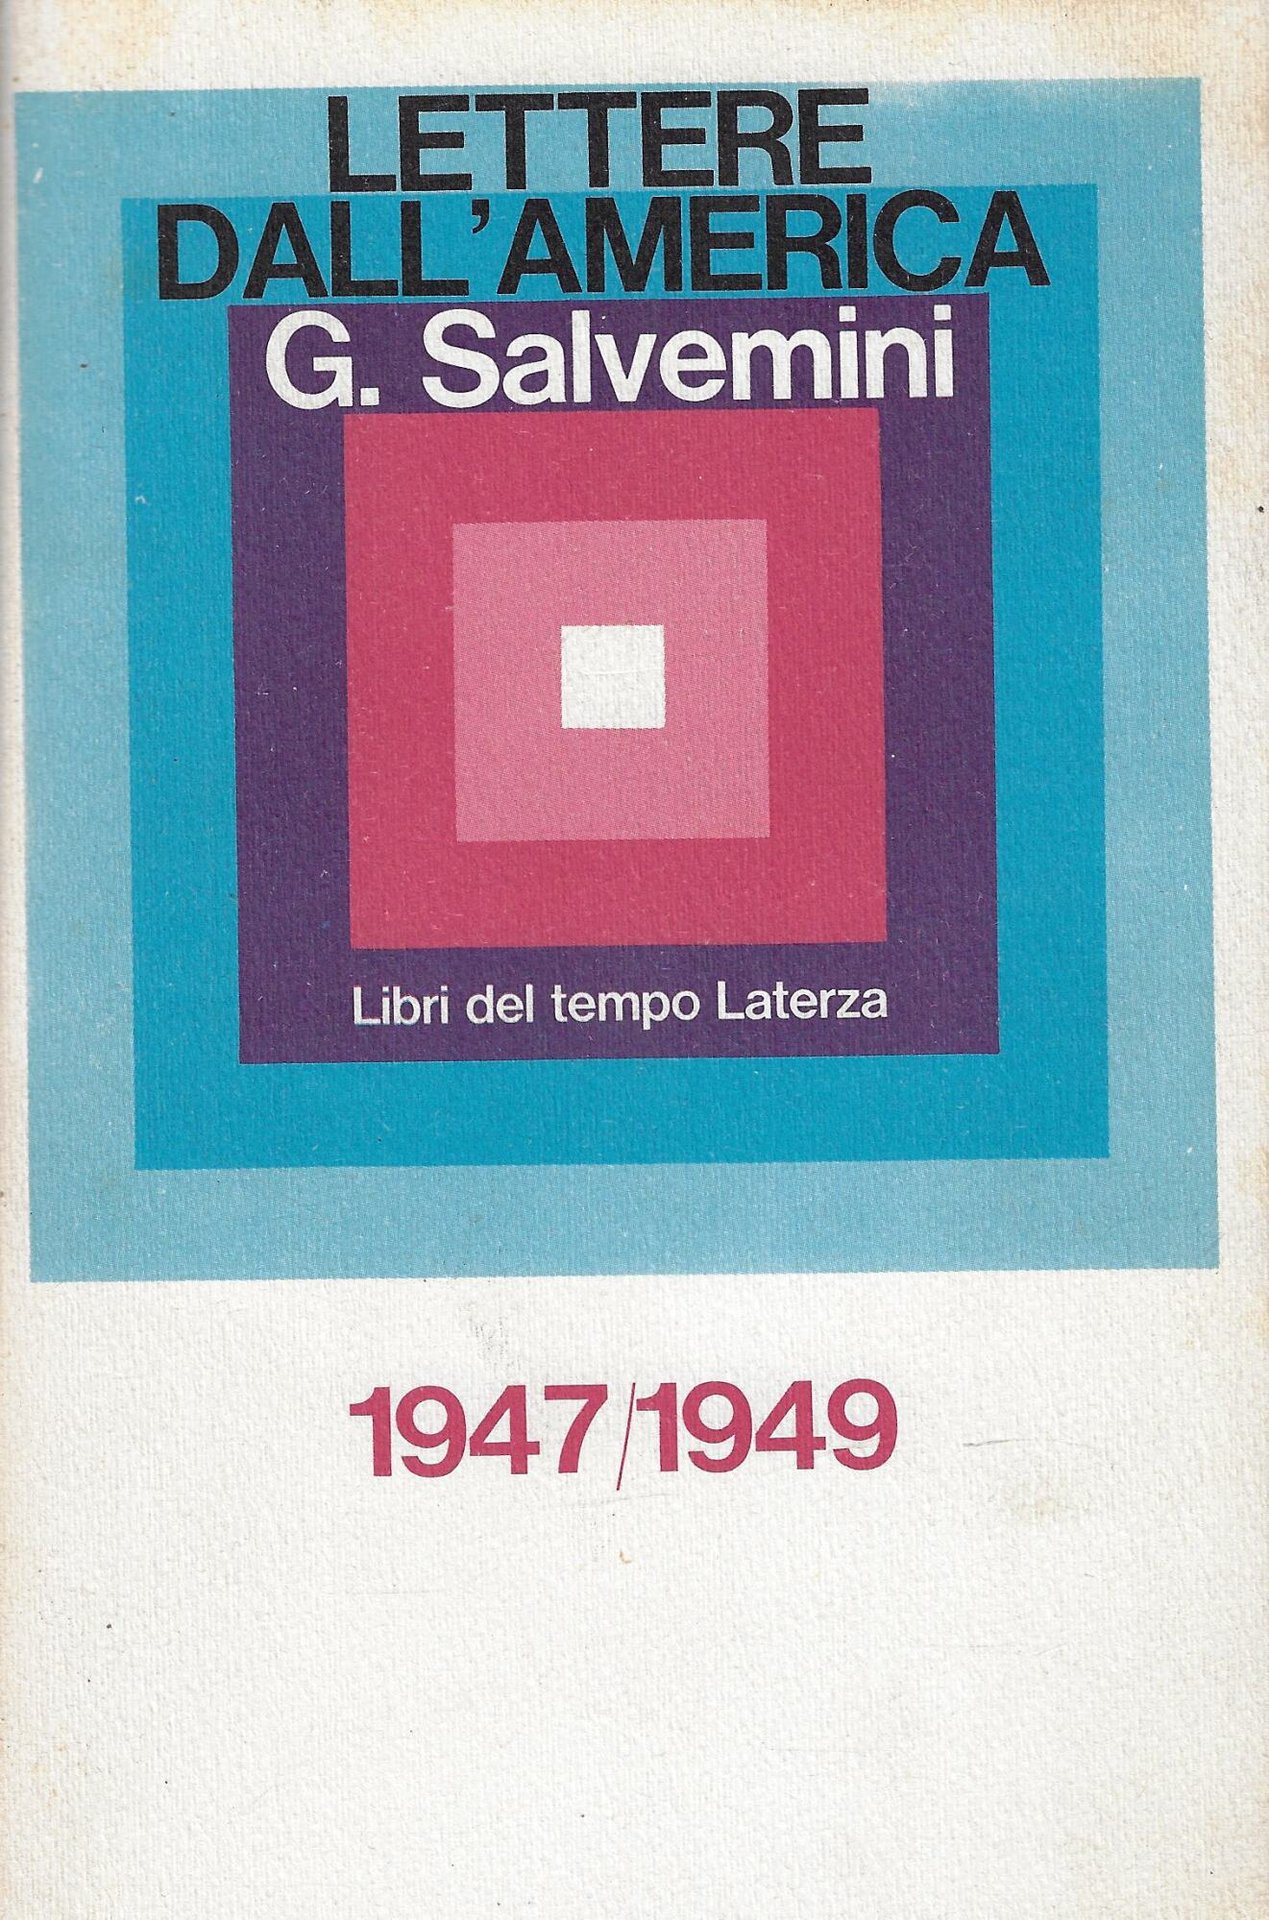 LETTERE
DALL'AMERICA
G. Salvemini
Libri del tempo Laterza
1947/1949